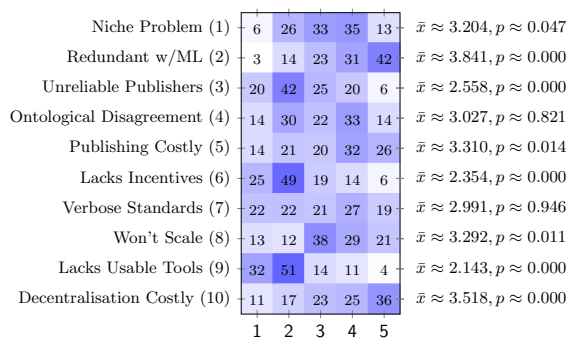 Niche Problem (1) 6 26 33 35 13 x̄ ≈ 3.204, p ≈ 0.047
Redundant w/ML (2) 3 14 23 31 42 x̄ ≈ 3.841, p ≈ 0.000
Unreliable Publishers (3) 20 42 25 20 6 x̄ ≈ 2.558, p ≈ 0.000
Ontological Disagreement (4) 14 30 22 33 14 x̄ ≈ 3.027, p ≈ 0.821
Publishing Costly (5) 14 21 20 32 26 x̄ ≈ 3.310, p ≈ 0.014
Lacks Incentives (6) 25 49 19 14 6 x̄ ≈ 2.354, p ≈ 0.000
Verbose Standards (7) 22 22 21 27 19 x̄ ≈ 2.991, p ≈ 0.946
Won't Scale (8) 13 12 38 29 21 x̄ ≈ 3.292, p ≈ 0.011
Lacks Usable Tools (9) 32 51 14 11 4 x̄ ≈ 2.143, p ≈ 0.000
Decentralisation Costly (10) 11 17 23 25 36 x̄ ≈ 3.518, p ≈ 0.000
1 2 3 4 5